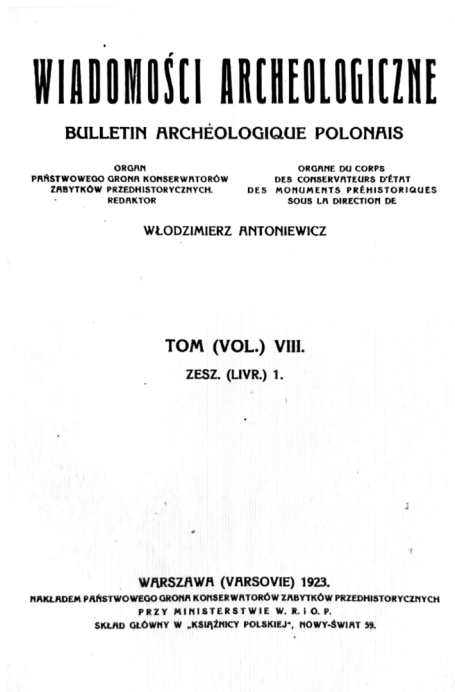 WIADOMOŚCI ARCHEOLOGICZNE
BULLETIN ARCHÉOLOGIQUE POLONAIS
ORGAN
PAŃSTWOWEGO GRONA KONSERWATORÓW
ZABYTKÓW PRZEDHISTORYCZNYCH.
REDAKTOR
ORGANE DU CORPS
DES CONSERVATEURS D'ÉTAT
DES MONUMENTS PRÉHISTORIQUES
SOUS LA DIRECTION DE
WŁODZIMIERZ ANTONIEWICZ
TOM (VOL.) VIII.
ZESZ. (LIVR.) 1.
WARSZAWA (VARSOVIE) 1923.
NAKŁADEM PAŃSTWOWEGO GRONA KONSERWATORÓW ZABYTKÓW PRZEDHISTORYCZNYCH
PRZY MINISTERSTWIE W. R. i O. P.
SKŁAD GŁÓWNY W „KSIĄŻNICY POLSKIEJ", NOWY-ŚWIAT 59.